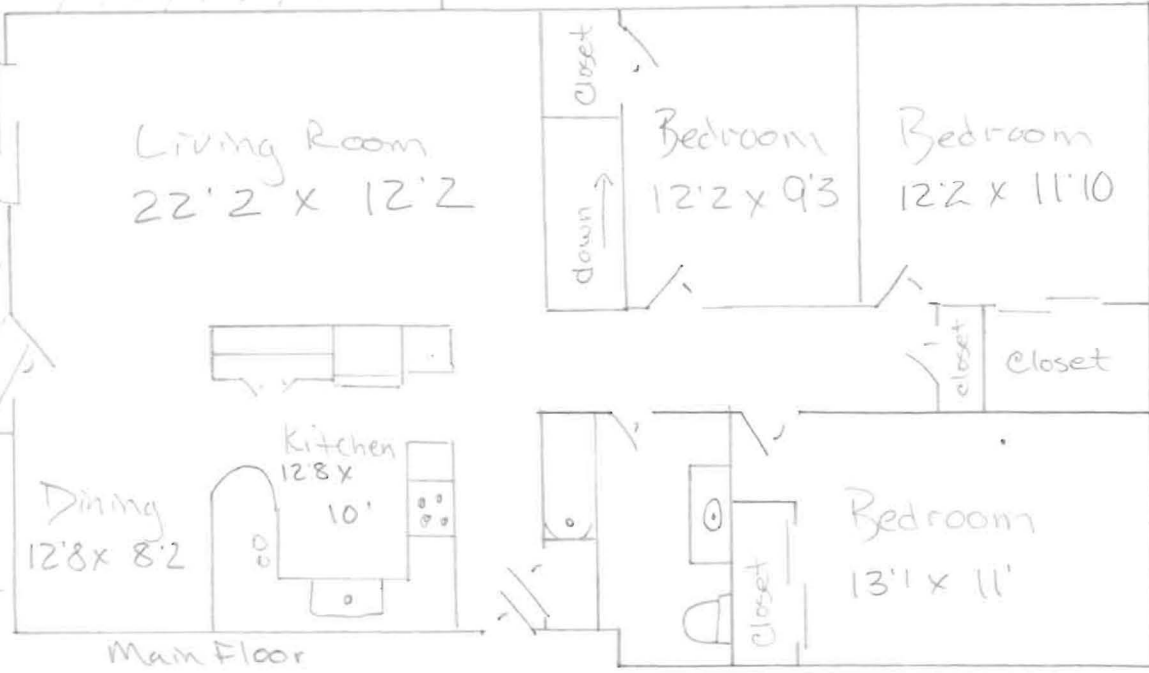 Living Room
22'2 x 12'2
Closet
down
Bedroom
12'2 x 9'3
Bedroom
12'2 x 11'10
closet
Closet
Kitchen
12'8 x
10'
Dining
12'8 x 8'2
Closet
Bedroom
13'1 x 11'
Main Floor